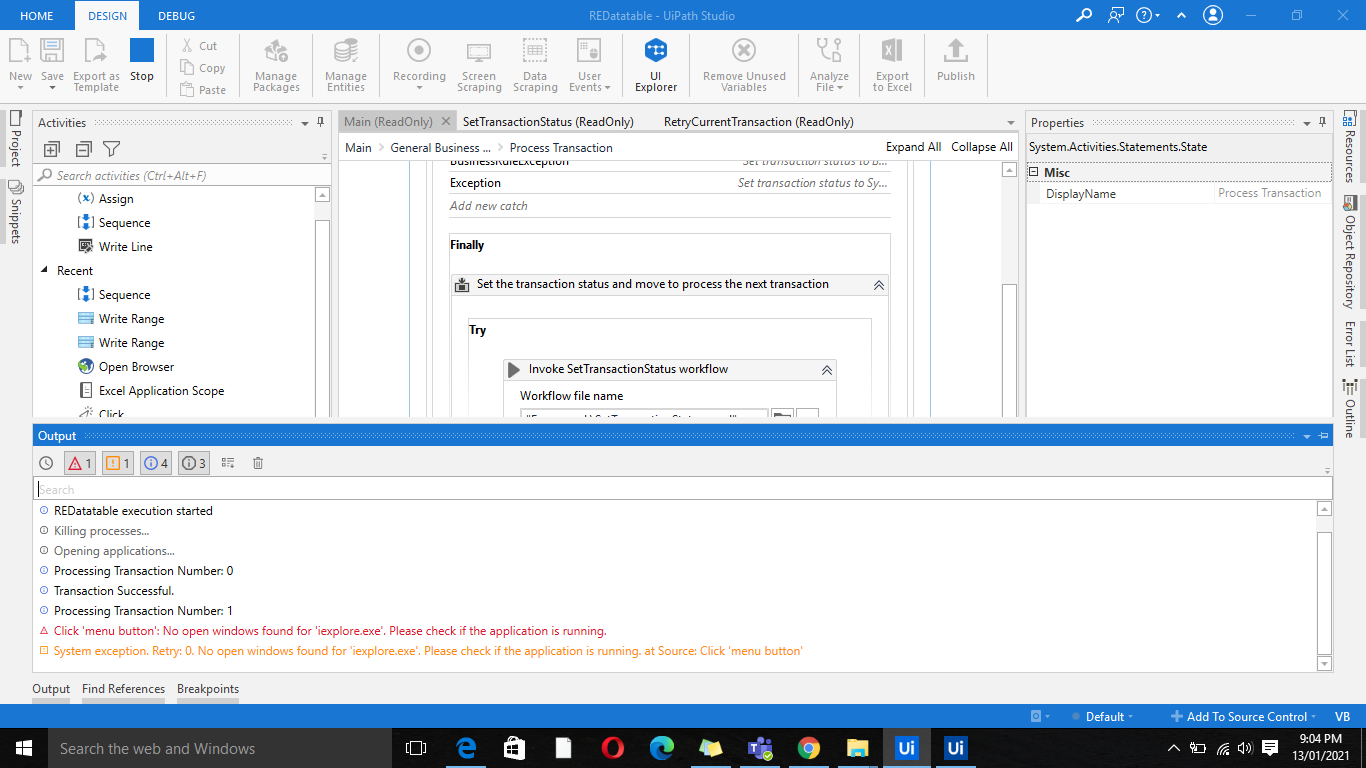 HOME DESIGN DEBUG REDatatable - UiPath Studio
New Save Export as Template Stop Cut Copy Paste Manage Packages Manage Entities Recording Screen Scraping Data Scraping User Events UI Explorer Remove Unused Variables Analyze File Export to Excel Publish
Project
Snippets
Activities
Search activities (Ctrl+Alt+F)
Assign
Sequence
Write Line
Recent
Sequence
Write Range
Write Range
Open Browser
Excel Application Scope
Click
Main (ReadOnly) SetTransactionStatus (ReadOnly) RetryCurrentTransaction (ReadOnly)
Main General Business ... Process Transaction Expand All Collapse All
BusinessRuleException Set transaction status to B...
Exception Set transaction status to Sy...
Add new catch
Finally
Set the transaction status and move to process the next transaction
Try
Invoke SetTransactionStatus workflow
Workflow file name
Properties
System.Activities.Statements.State
Misc
DisplayName Process Transaction
Resources
Object Repository
Error List
Outline
Output
1 1 4 3
Search
REDatatable execution started
Killing processes...
Opening applications...
Processing Transaction Number: 0
Transaction Successful.
Processing Transaction Number: 1
Click 'menu button': No open windows found for 'iexplore.exe'. Please check if the application is running.
System exception. Retry: 0. No open windows found for 'iexplore.exe'. Please check if the application is running. at Source: Click 'menu button'
Output Find References Breakpoints
Default Add To Source Control VB
Search the web and Windows
Ui Ui
9:04 PM
13/01/2021